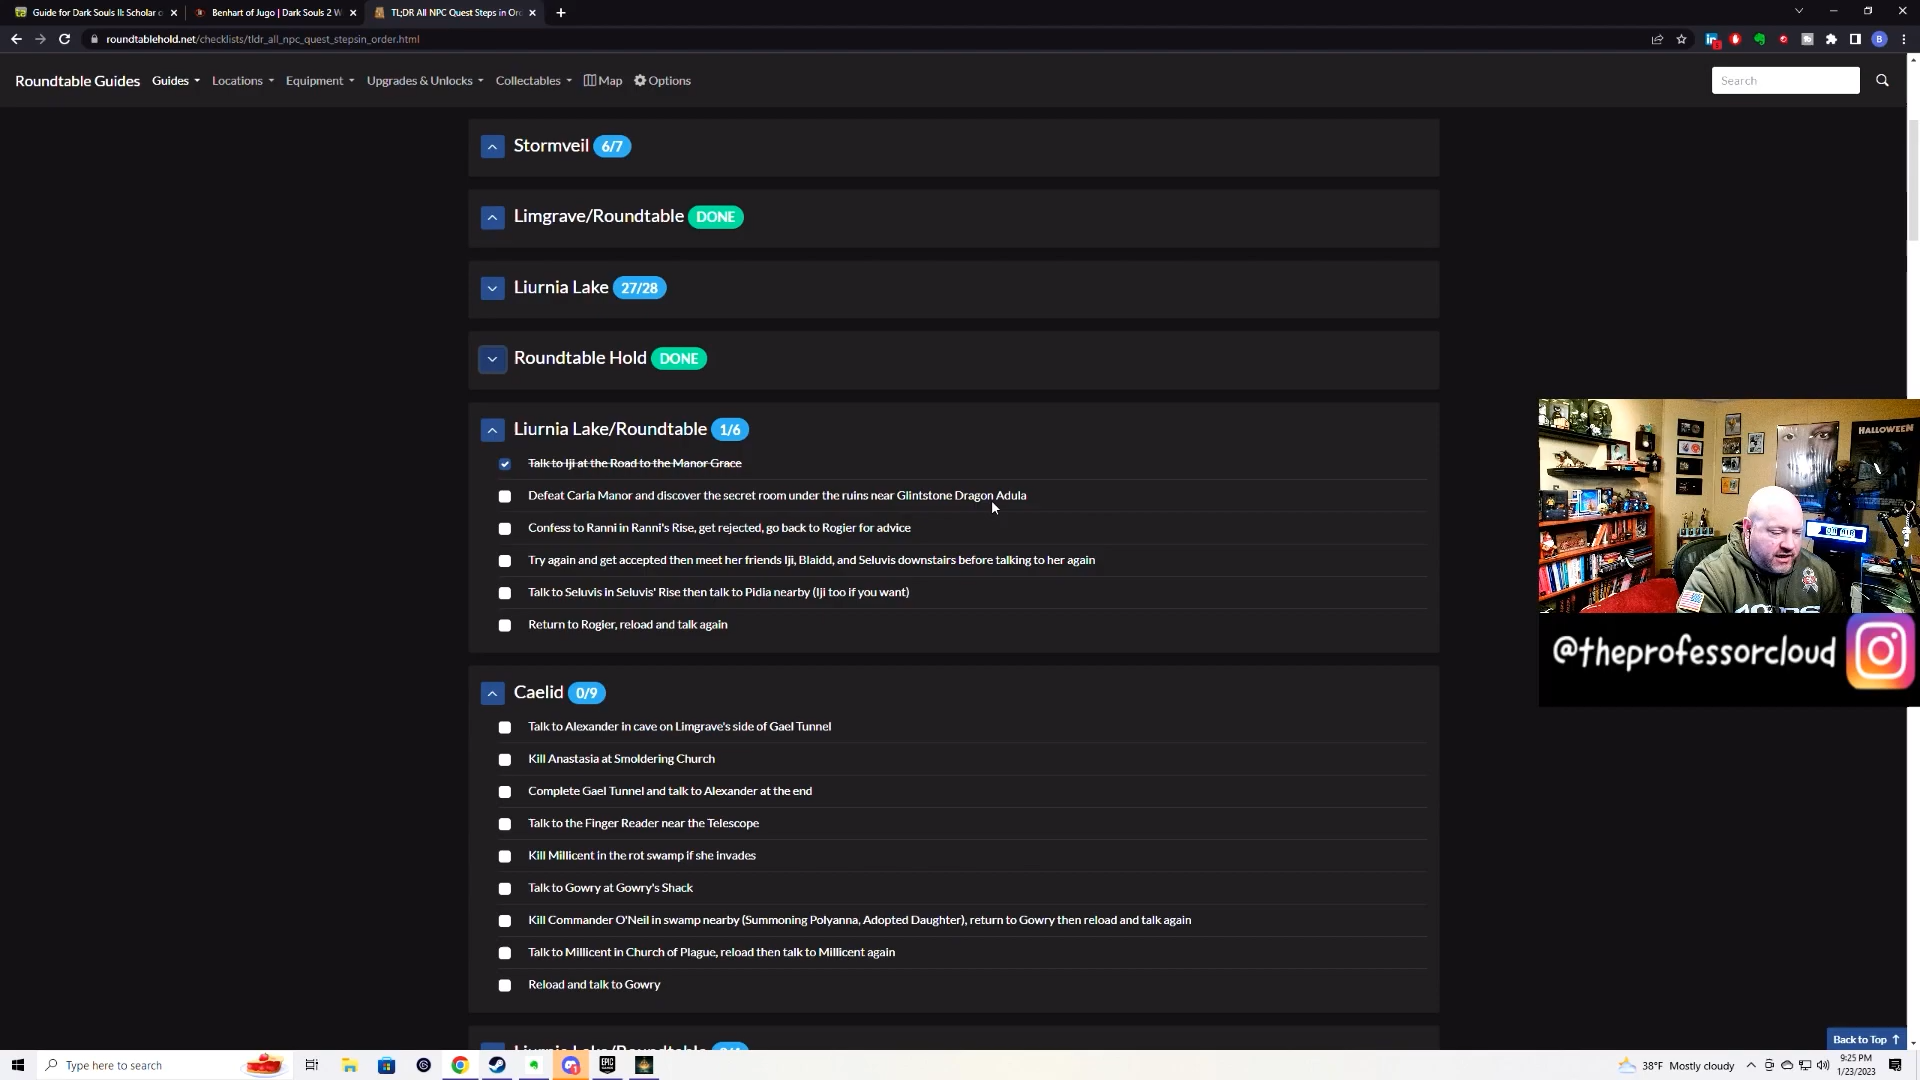 Guide for Dark Souls II: Scholar o
Benhart of Jugo | Dark Souls 2 W
TL;DR All NPC Quest Steps in Orc
roundtablehold.net/checklists/tldr_all_npc_quest_stepsin_order.html
Roundtable Guides Guides Locations Equipment Upgrades & Unlocks Collectables Map Options Search
Stormveil 6/7
Limgrave/Roundtable DONE
Liurnia Lake 27/28
Roundtable Hold DONE
Liurnia Lake/Roundtable 1/6
Talk to Iji at the Road to the Manor Grace
Defeat Caria Manor and discover the secret room under the ruins near Glintstone Dragon Adula
Confess to Ranni in Ranni's Rise, get rejected, go back to Rogier for advice
Try again and get accepted then meet her friends Iji, Blaidd, and Seluvis downstairs before talking to her again
Talk to Seluvis in Seluvis' Rise then talk to Pidia nearby (Iji too if you want)
Return to Rogier, reload and talk again
HALLOWEEN
@theprofessorcloud
Caelid 0/9
Talk to Alexander in cave on Limgrave's side of Gael Tunnel
Kill Anastasia at Smoldering Church
Complete Gael Tunnel and talk to Alexander at the end
Talk to the Finger Reader near the Telescope
Kill Millicent in the rot swamp if she invades
Talk to Gowry at Gowry's Shack
Kill Commander O'Neil in swamp nearby (Summoning Polyanna, Adopted Daughter), return to Gowry then reload and talk again
Talk to Millicent in Church of Plague, reload then talk to Millicent again
Reload and talk to Gowry
Back to Top ↑
Type here to search
EPIC
38°F Mostly cloudy
9:25 PM
1/23/2023